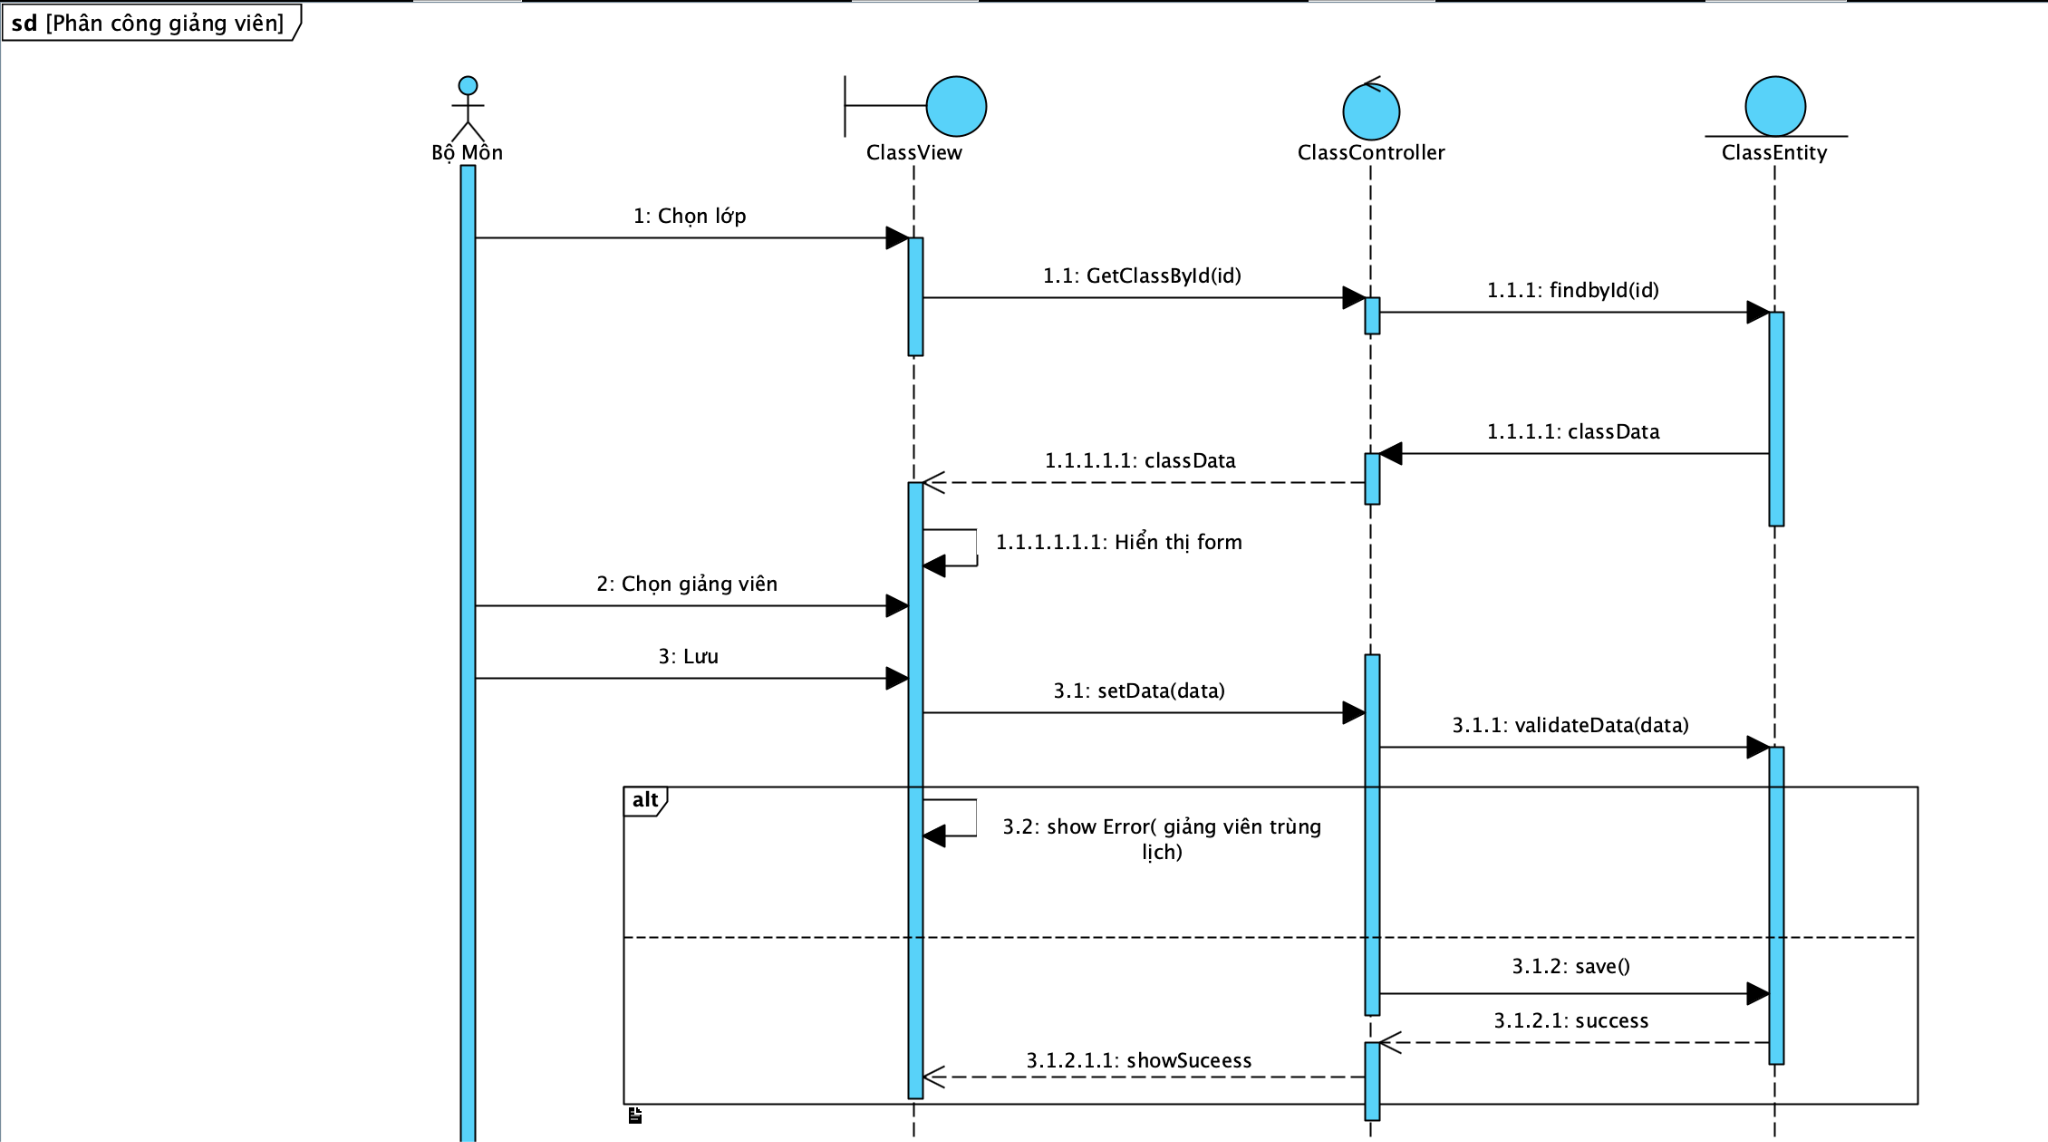 sd [Phân công giảng viên]
Bộ Môn
ClassView
ClassController
ClassEntity
1: Chọn lớp
1.1: GetClassById(id)
1.1.1: findbyId(id)
1.1.1.1: classData
1.1.1.1.1: classData
1.1.1.1.1.1: Hiển thị form
2: Chọn giảng viên
3: Lưu
3.1: setData(data)
3.1.1: validateData(data)
alt
3.2: show Error( giảng viên trùng
lịch)
3.1.2: save()
3.1.2.1: success
3.1.2.1.1: showSuceess